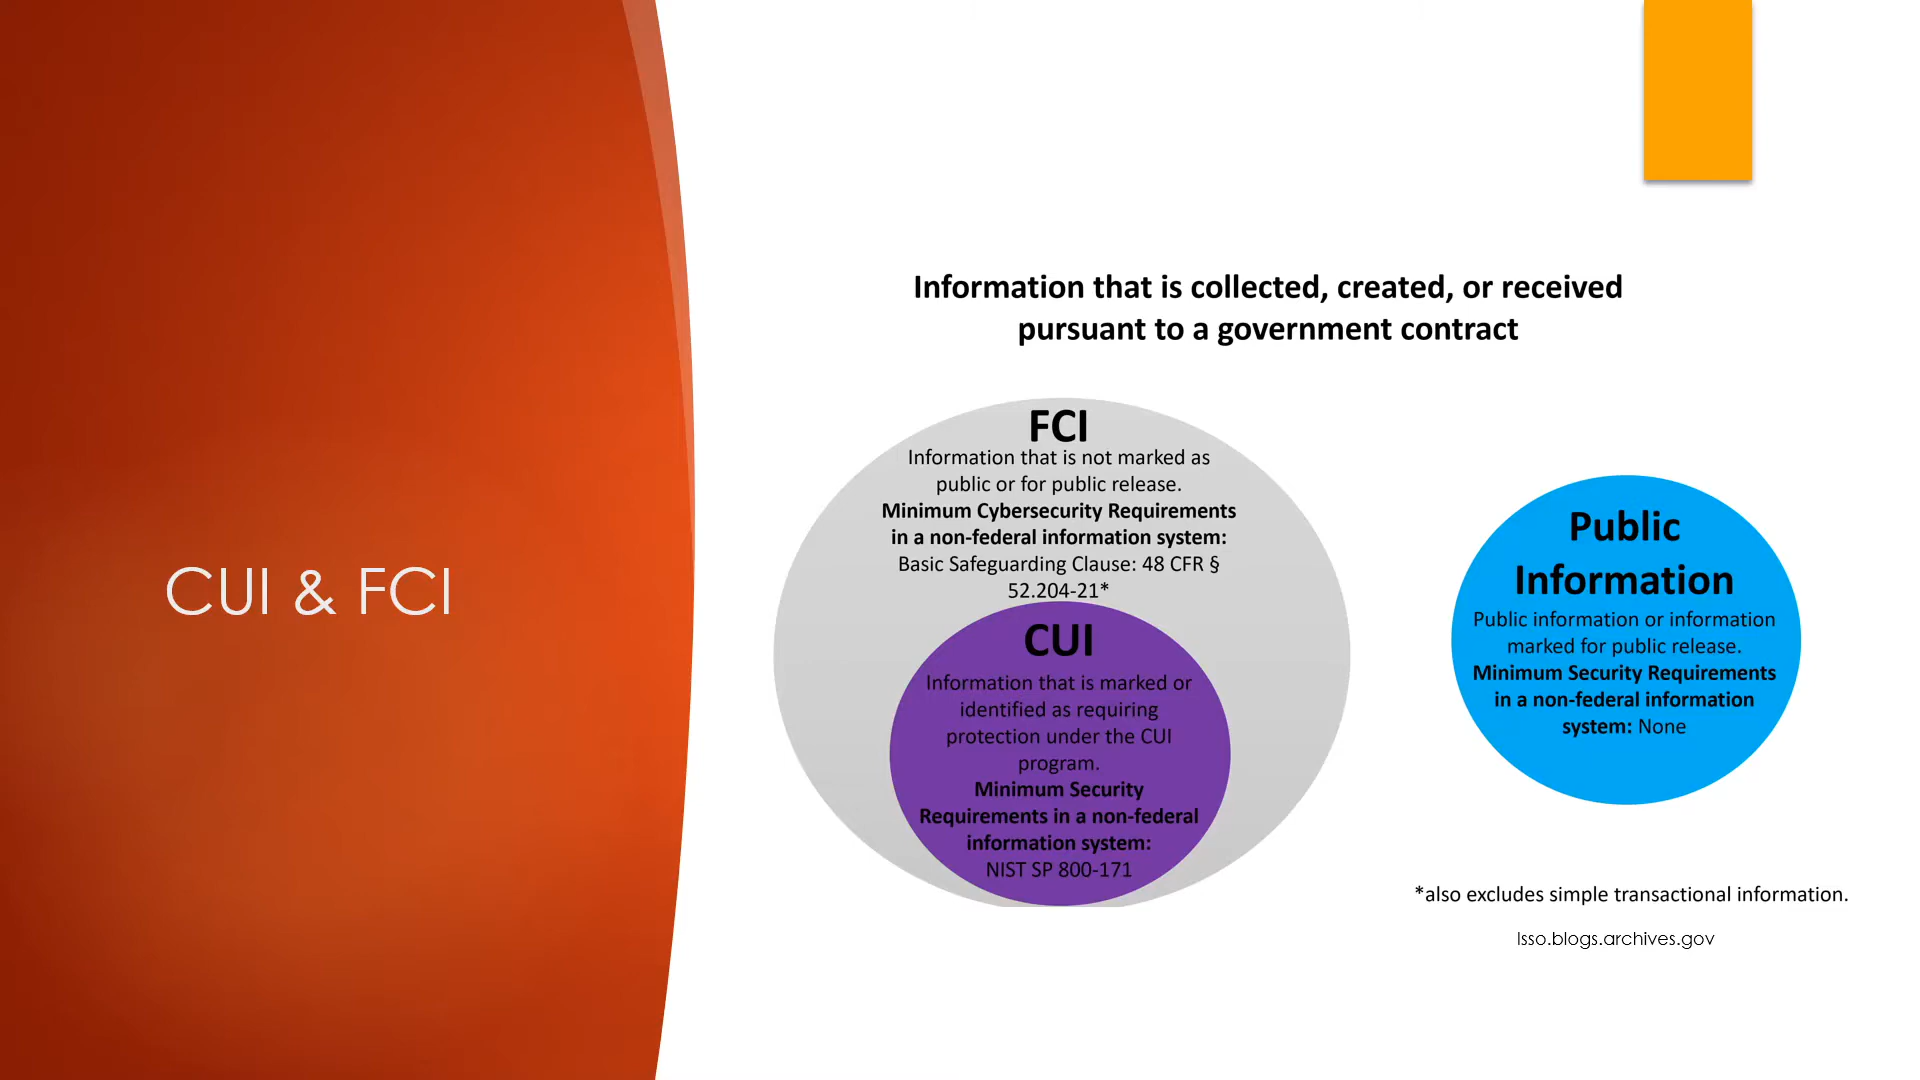 CUI & FCI
Information that is collected, created, or received
pursuant to a government contract
FCI
Information that is not marked as
public or for public release.
Minimum Cybersecurity Requirements
in a non-federal information system:
Basic Safeguarding Clause: 48 CFR §
52.204-21*
CUI
Information that is marked or
identified as requiring
protection under the CUI
program.
Minimum Security
Requirements in a non-federal
information system:
NIST SP 800-171
Public
Information
Public information or information
marked for public release.
Minimum Security Requirements
in a non-federal information
system: None
*also excludes simple transactional information.
Isso.blogs.archives.gov